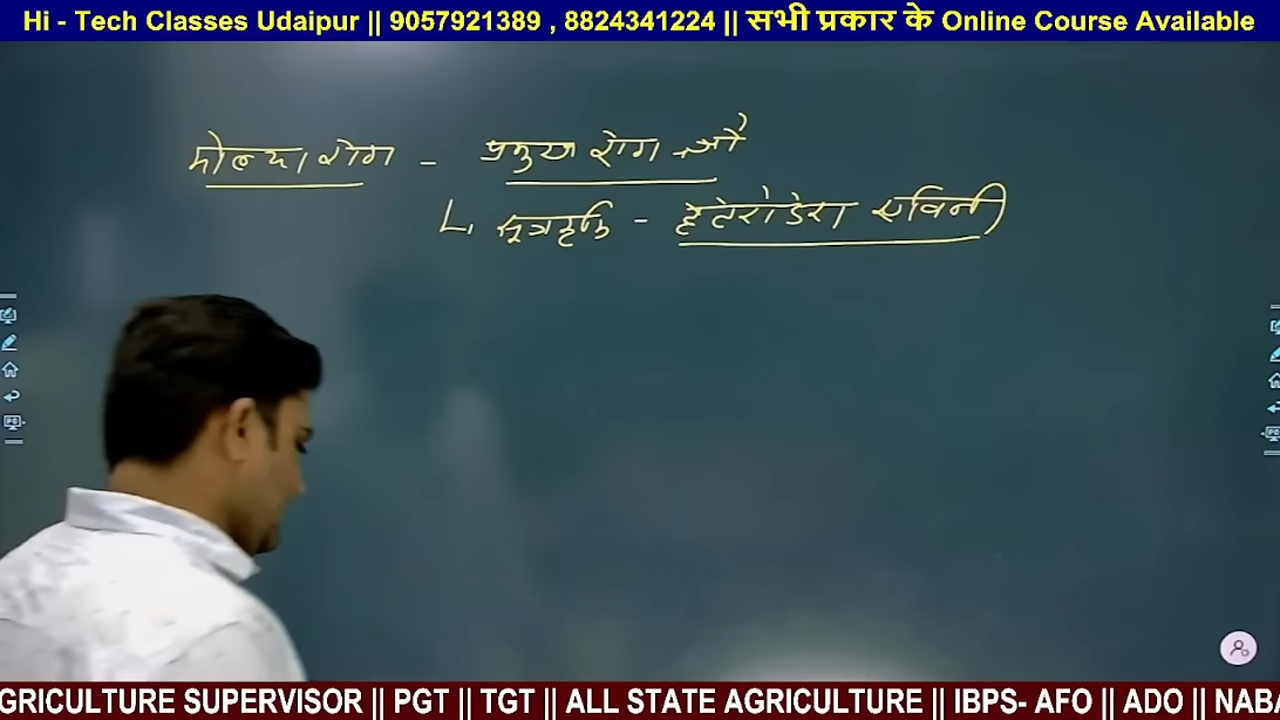 Hi - Tech Classes Udaipur || 9057921389 , 8824341224 || सभी प्रकार के Online Course Available
मोल्या रोग - प्रमुख रोग जौ
सूत्रकृमि - हेटेरोडेरा एविनी
GRICULTURE SUPERVISOR || PGT || TGT || ALL STATE AGRICULTURE || IBPS- AFO || ADO || NABA